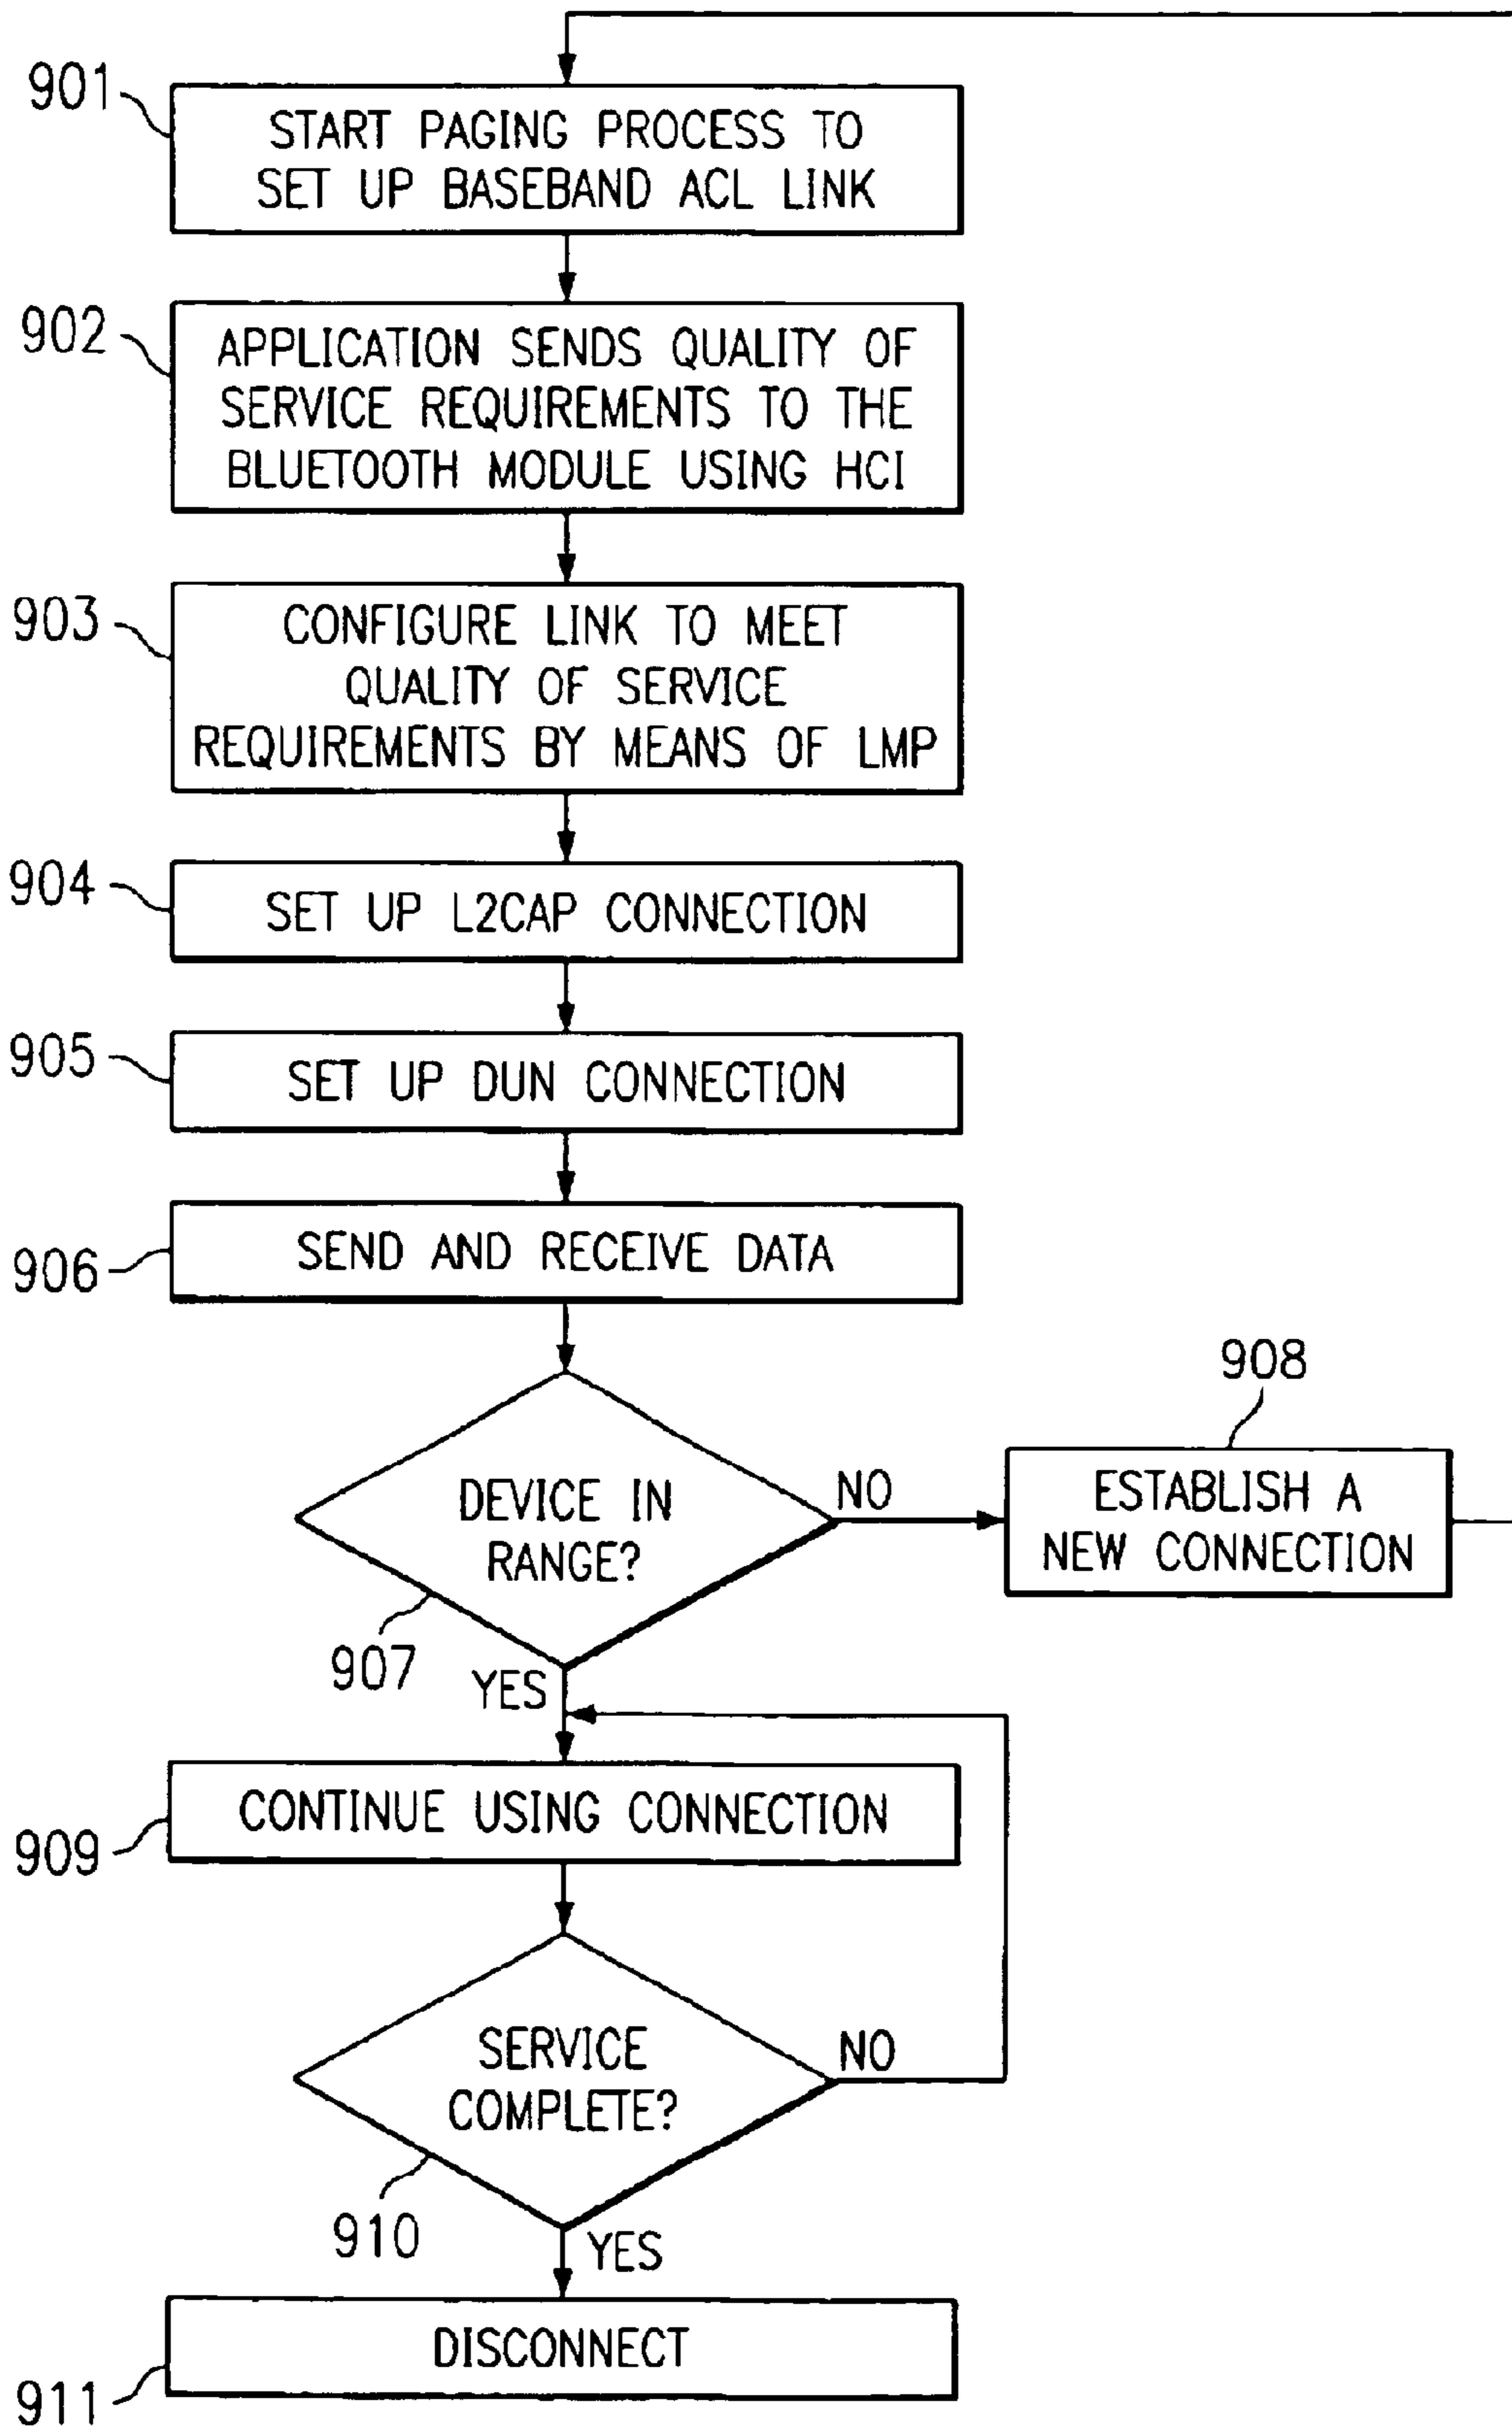 901
START PAGING PROCESS TO
SET UP BASEBAND ACL LINK
902
APPLICATION SENDS QUALITY OF
SERVICE REQUIREMENTS TO THE
BLUETOOTH MODULE USING HCI
903
CONFIGURE LINK TO MEET
QUALITY OF SERVICE
REQUIREMENTS BY MEANS OF LMP
904
SET UP L2CAP CONNECTION
905
SET UP DUN CONNECTION
906
SEND AND RECEIVE DATA
DEVICE IN
RANGE?
907
NO
908
ESTABLISH A
NEW CONNECTION
YES
909
CONTINUE USING CONNECTION
SERVICE
COMPLETE?
NO
910
YES
911
DISCONNECT